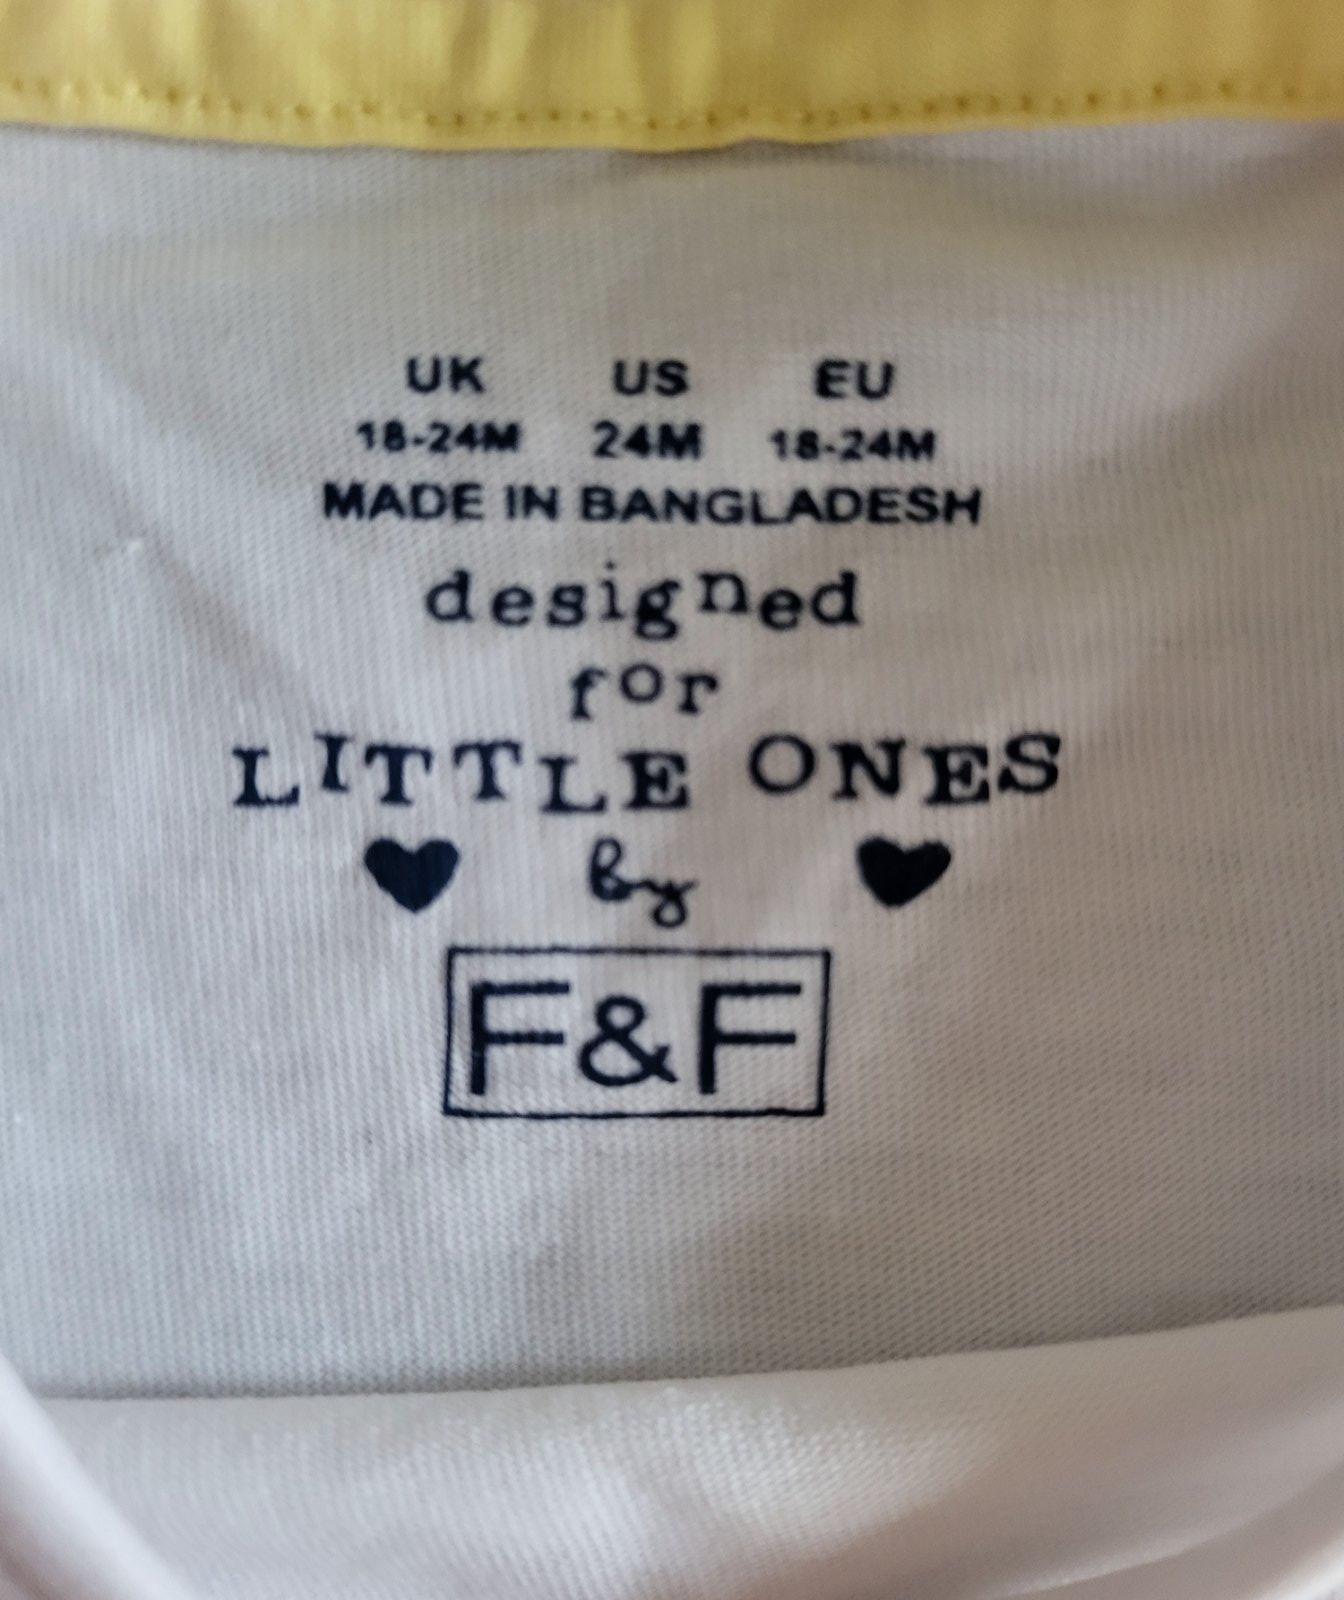 UK US EU
18-24M 24M 18-24M
MADE IN BANGLADESH
designed
for
LITTLE ONES
by
F&F